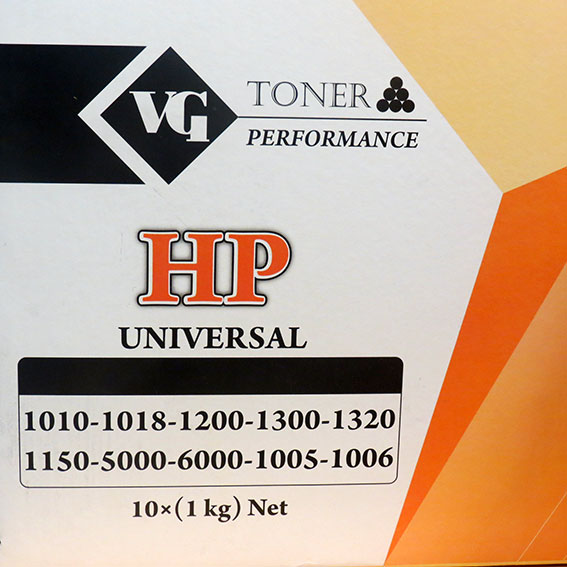 VG
TONER
PERFORMANCE
HP
UNIVERSAL
1010-1018-1200-1300-1320
1150-5000-6000-1005-1006
10×(1 kg) Net